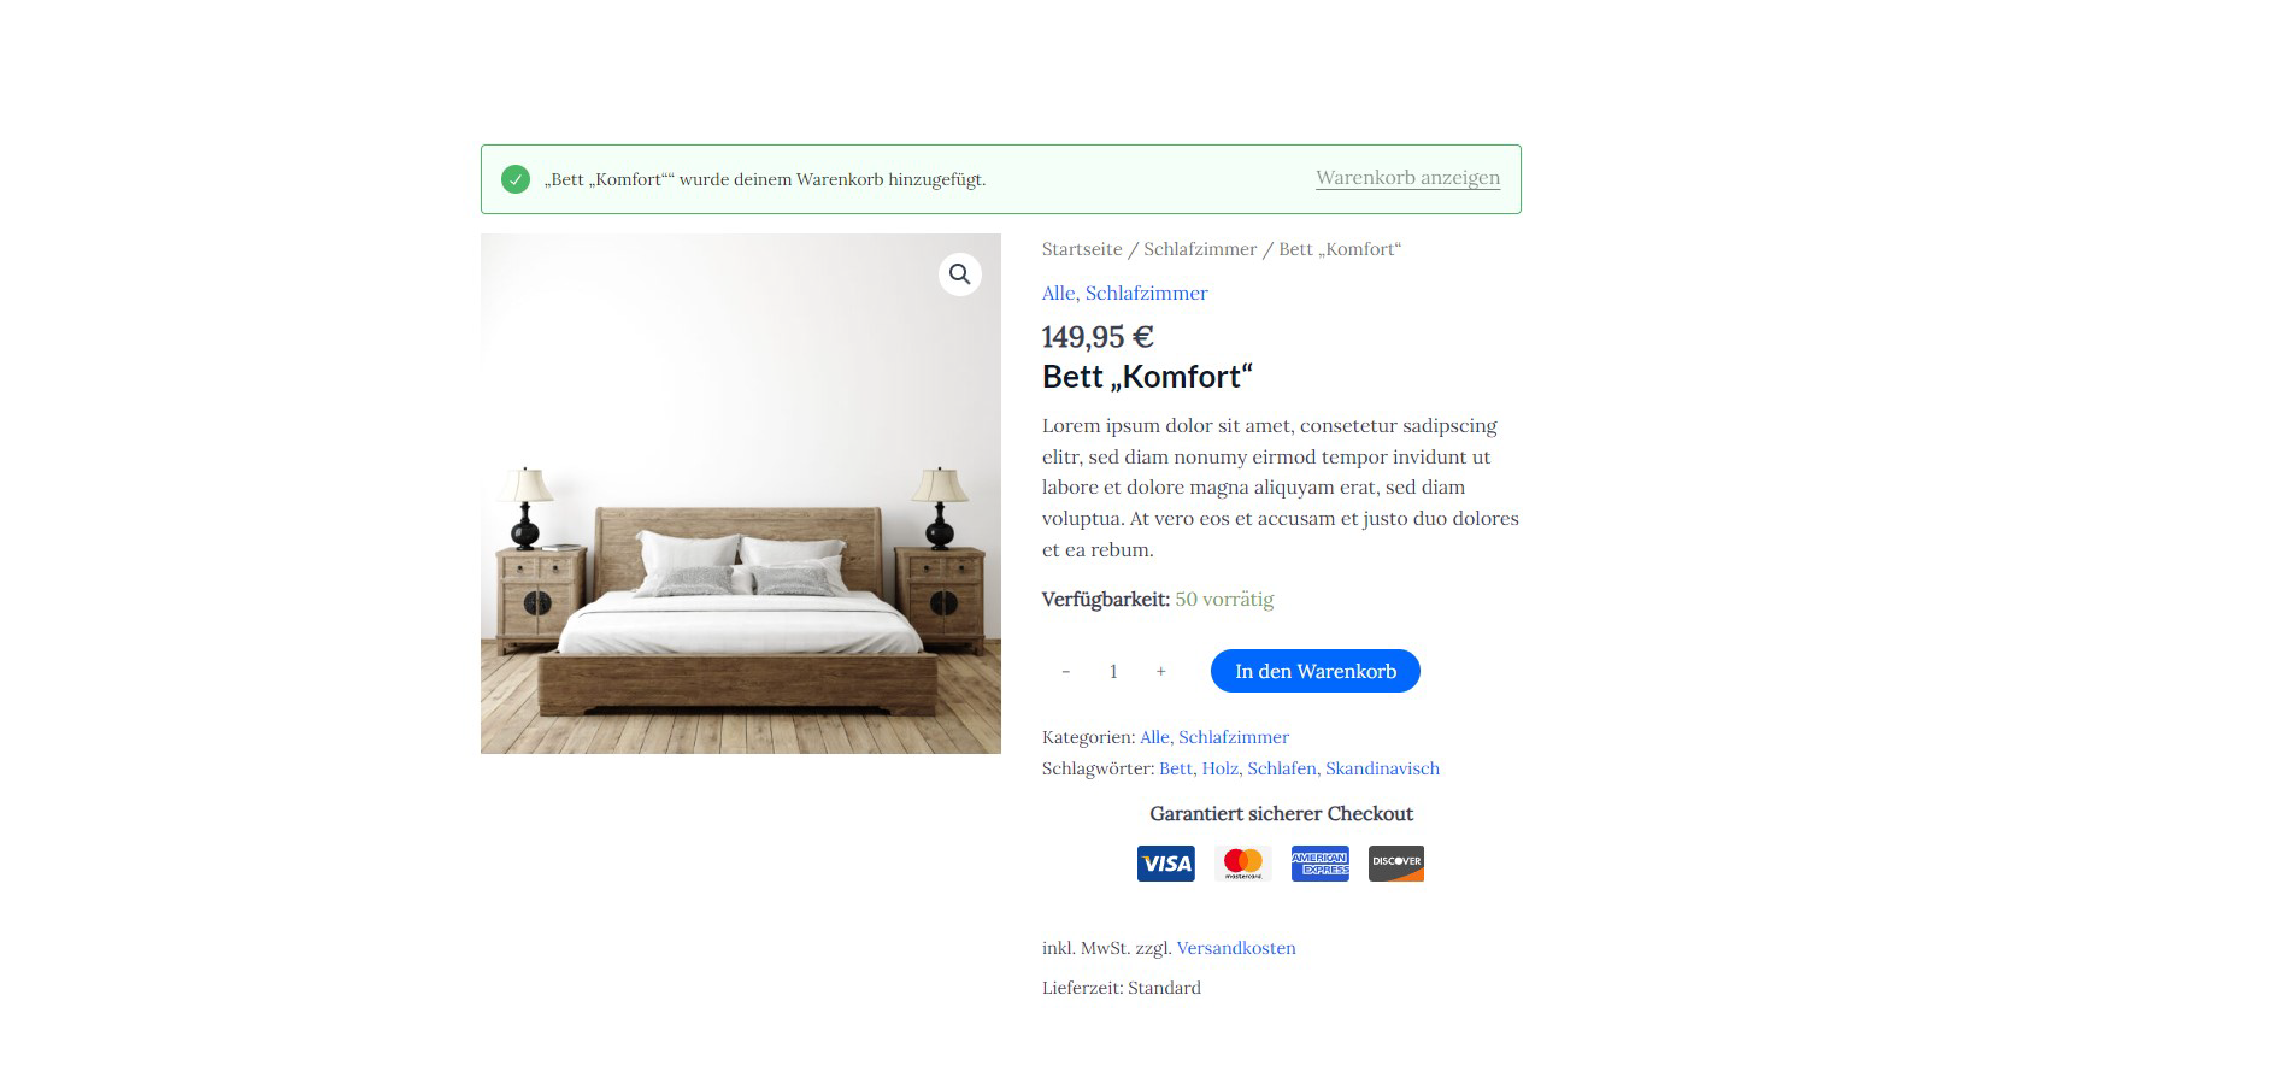 „Bett „Komfort““ wurde deinem Warenkorb hinzugefügt.
Warenkorb anzeigen
Startseite / Schlafzimmer / Bett „Komfort“
Alle, Schlafzimmer
149,95 €
Bett „Komfort“
Lorem ipsum dolor sit amet, consetetur sadipscing
elitr, sed diam nonumy eirmod tempor invidunt ut
labore et dolore magna aliquyam erat, sed diam
voluptua. At vero eos et accusam et justo duo dolores
et ea rebum.
Verfügbarkeit: 50 vorrätig
- 1 +
In den Warenkorb
Kategorien: Alle, Schlafzimmer
Schlagwörter: Bett, Holz, Schlafen, Skandinavisch
Garantiert sicherer Checkout
VISA
mastercard.
AMERICAN EXPRESS
DISCOVER
inkl. MwSt. zzgl. Versandkosten
Lieferzeit: Standard